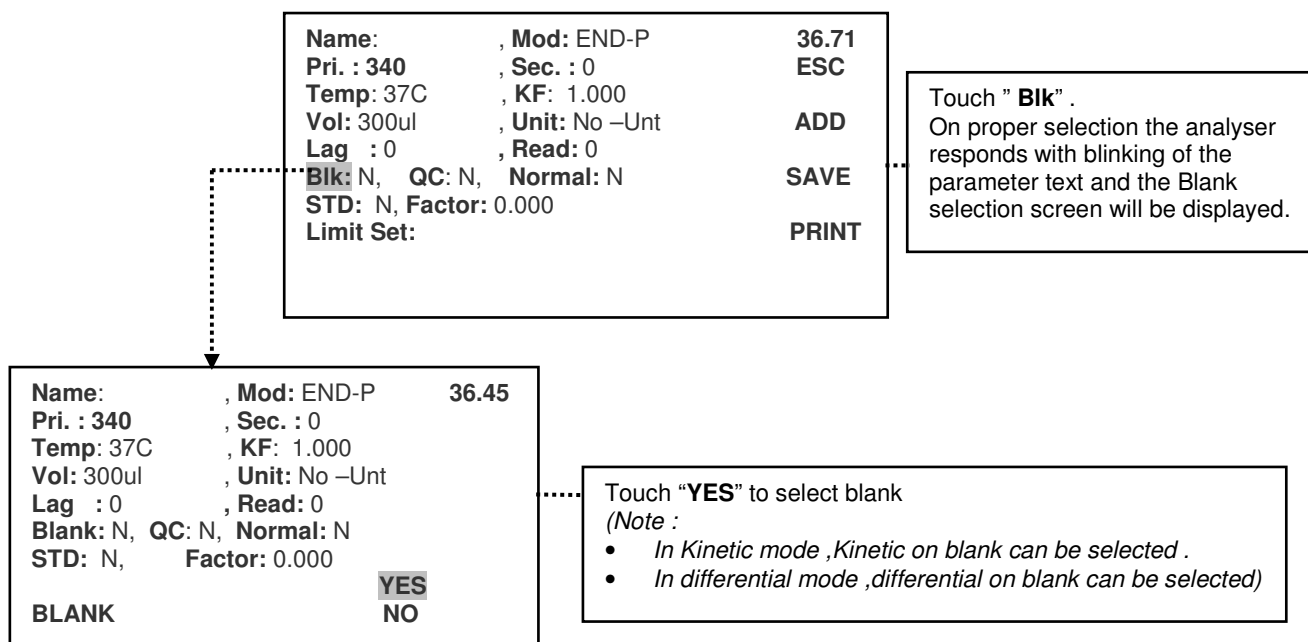 Name: , Mod: END-P 36.71
Pri. : 340 , Sec. : 0 ESC
Temp: 37C , KF: 1.000
Vol: 300ul , Unit: No –Unt ADD
Lag : 0 , Read: 0
Blk: N, QC: N, Normal: N SAVE
STD: N, Factor: 0.000
Limit Set: PRINT
Touch ” Blk” .
On proper selection the analyser
responds with blinking of the
parameter text and the Blank
selection screen will be displayed.
Name: , Mod: END-P 36.45
Pri. : 340 , Sec. : 0
Temp: 37C , KF: 1.000
Vol: 300ul , Unit: No –Unt
Lag : 0 , Read: 0
Blank: N, QC: N, Normal: N
STD: N, Factor: 0.000
YES
BLANK NO
Touch “YES” to select blank
(Note :
• In Kinetic mode ,Kinetic on blank can be selected .
• In differential mode ,differential on blank can be selected)